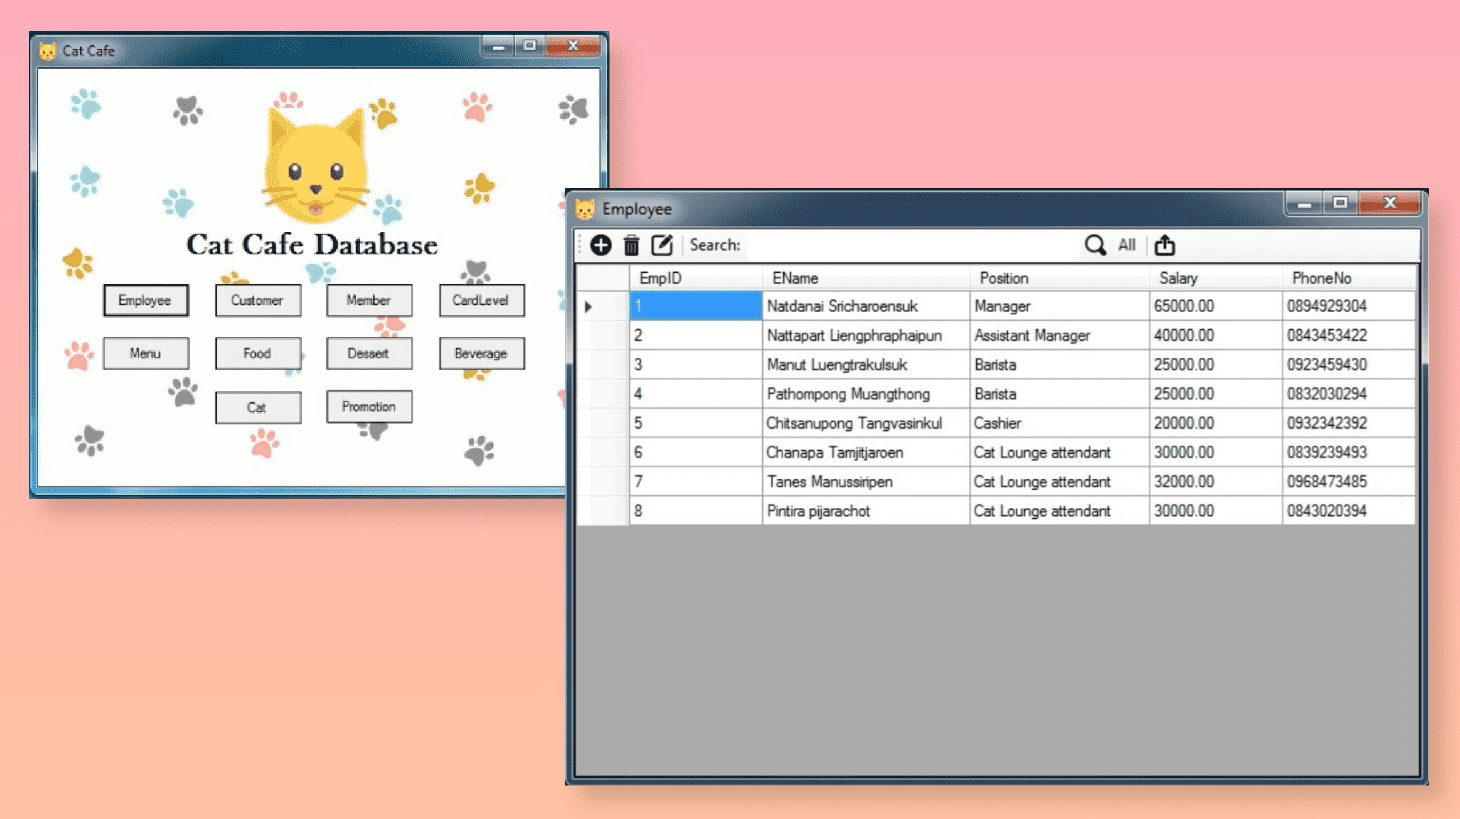 Cat Cafe
Cat Cafe Database
Employee Customer Member CardLevel
Menu Food Dessert Beverage
Cat Promotion
Employee
Search: All
EmpID EName Position Salary PhoneNo
1 Natdanai Sricharoensuk Manager 65000.00 0894929304
2 Nattapart Liengphraphaipun Assistant Manager 40000.00 0843453422
3 Manut Luengtrakulsuk Barista 25000.00 0923459430
4 Pathompong Muangthong Barista 25000.00 0832030294
5 Chitsanupong Tangvasinkul Cashier 20000.00 0932342392
6 Chanapa Tamjitjaroen Cat Lounge attendant 30000.00 0839239493
7 Tanes Manussiripen Cat Lounge attendant 32000.00 0968473485
8 Pintira pijarachot Cat Lounge attendant 30000.00 0843020394